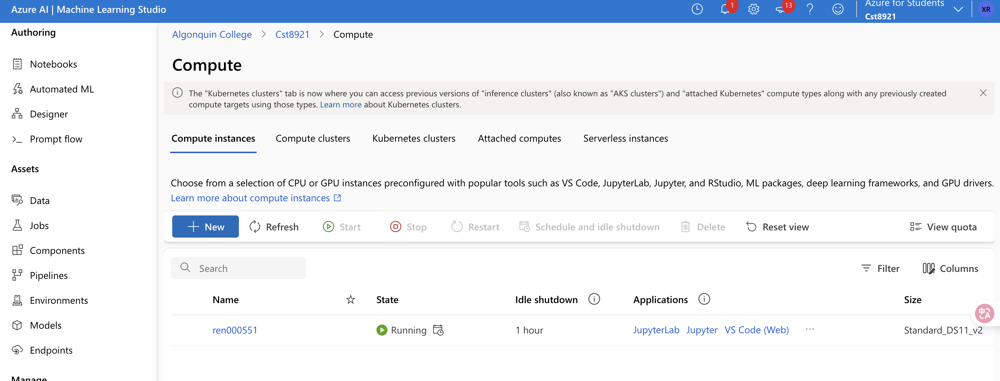 Azure AI | Machine Learning Studio
1
13
Azure for Students
Cst8921
XR
Authoring
Notebooks
Automated ML
Designer
Prompt flow
Assets
Data
Jobs
Components
Pipelines
Environments
Models
Endpoints
Manage
Algonquin College > Cst8921 > Compute
Compute
The "Kubernetes clusters" tab is now where you can access previous versions of "inference clusters" (also known as "AKS clusters") and "attached Kubernetes" compute types along with any previously created
compute targets using those types. Learn more about Kubernetes clusters.
Compute instances Compute clusters Kubernetes clusters Attached computes Serverless instances
Choose from a selection of CPU or GPU instances preconfigured with popular tools such as VS Code, JupyterLab, Jupyter, and RStudio, ML packages, deep learning frameworks, and GPU drivers.
Learn more about compute instances
New Refresh Start Stop Restart Schedule and idle shutdown Delete Reset view View quota
Search Filter Columns
Name State Idle shutdown Applications Size
中A
ren000551 Running 1 hour JupyterLab Jupyter VS Code (Web) ... Standard_DS11_v2